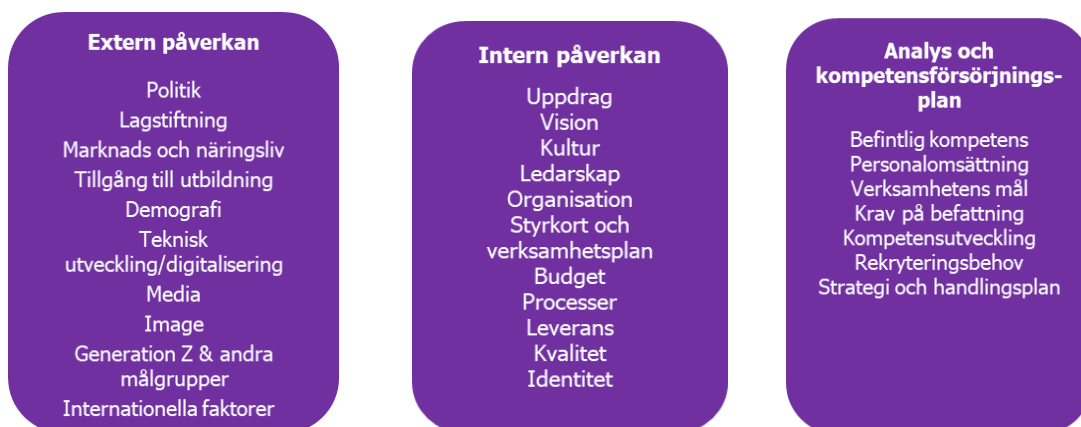 Extern påverkan
Politik
Lagstiftning
Marknads och näringsliv
Tillgång till utbildning
Demografi
Teknisk
utveckling/digitalisering
Media
Image
Generation Z & andra
målgrupper
Internationella faktorer
Intern påverkan
Uppdrag
Vision
Kultur
Ledarskap
Organisation
Styrkort och
verksamhetsplan
Budget
Processer
Leverans
Kvalitet
Identitet
Analys och
kompetensförsörjnings-
plan
Befintlig kompetens
Personalomsättning
Verksamhetens mål
Krav på befattning
Kompetensutveckling
Rekryteringsbehov
Strategi och handlingsplan